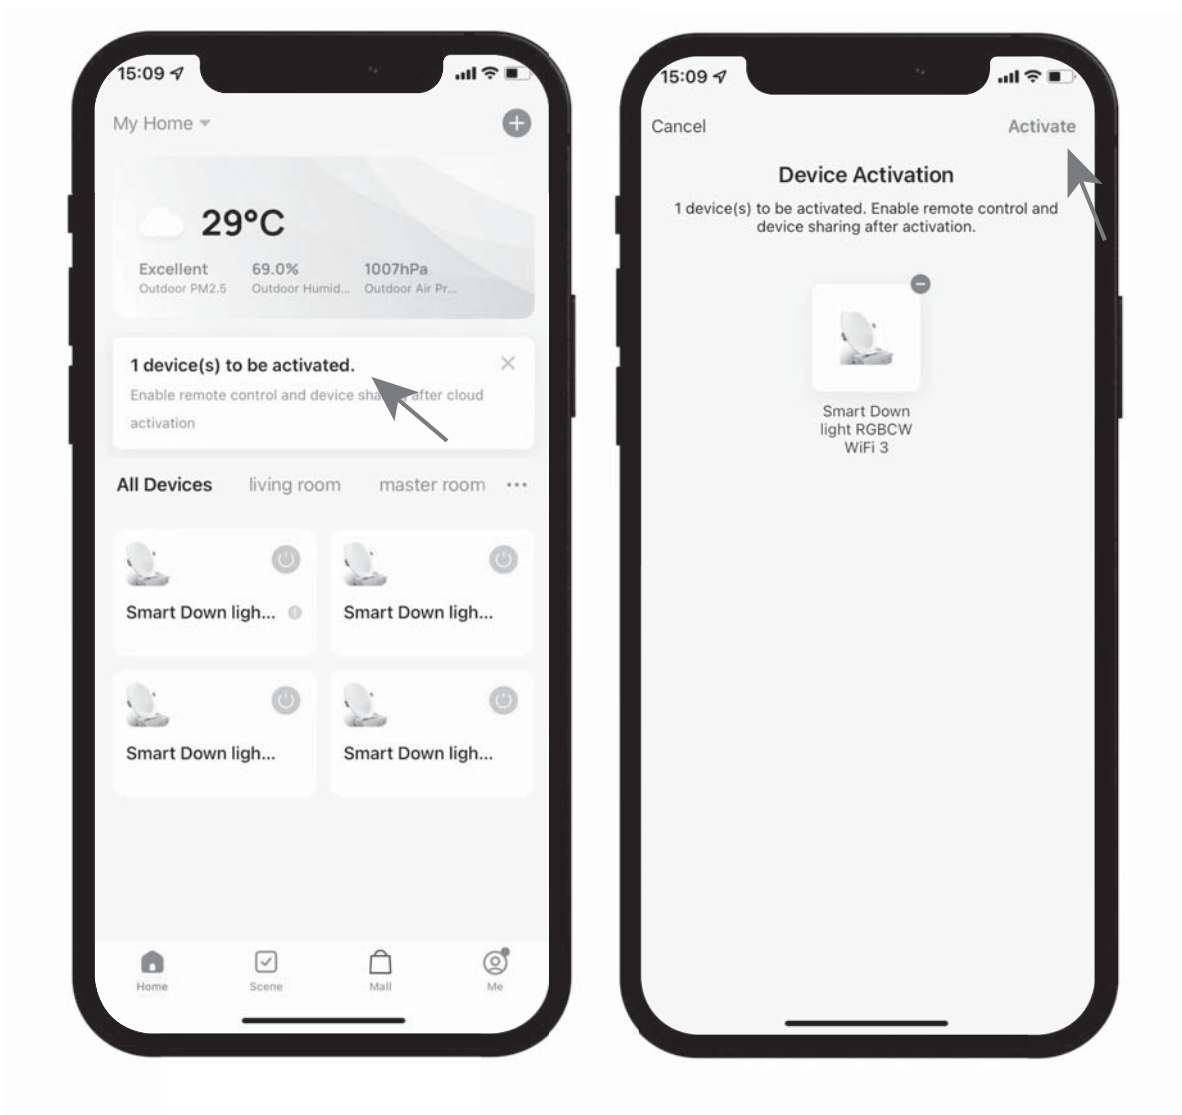 15:09
My Home
29°C
Excellent 69.0% 1007hPa
Outdoor PM2.5 Outdoor Humid... Outdoor Air Pr...
1 device(s) to be activated.
Enable remote control and device after cloud
activation
All Devices living room master room ...
Smart Down ligh... Smart Down ligh...
Smart Down ligh... Smart Down ligh...
Home Scene Mall Me
15:09
Cancel Activate
Device Activation
1 device(s) to be activated. Enable remote control and
device sharing after activation.
Smart Down
light RGBCW
WiFi 3